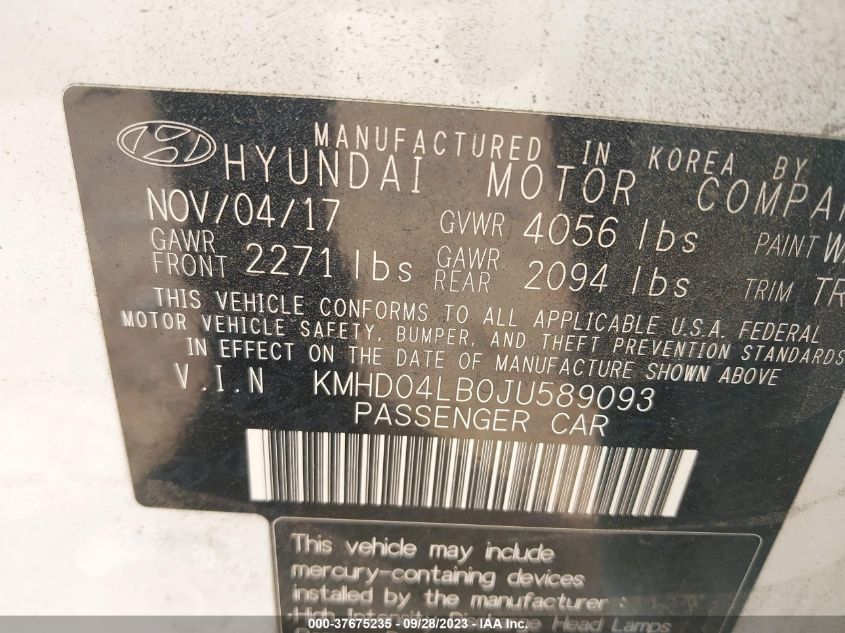 MANUFACTURED IN KOREA BY
HYUNDAI MOTOR COMPA
NOV/04/17 GVWR 4056 lbs PAINT W
GAWR FRONT 2271 lbs GAWR REAR 2094 lbs TRIM TR
THIS VEHICLE CONFORMS TO ALL APPLICABLE U.S.A. FEDERAL
MOTOR VEHICLE SAFETY, BUMPER, AND THEFT PREVENTION STANDARDS
IN EFFECT ON THE DATE OF MANUFACTURE SHOWN ABOVE
V.I.N KMHD04LB0JU589093
PASSENGER CAR
This vehicle may include
mercury-containing devices
installed by the manufacturer :
·High Intensity Head Lamps
000-37675235 - 09/28/2023 - IAA Inc.